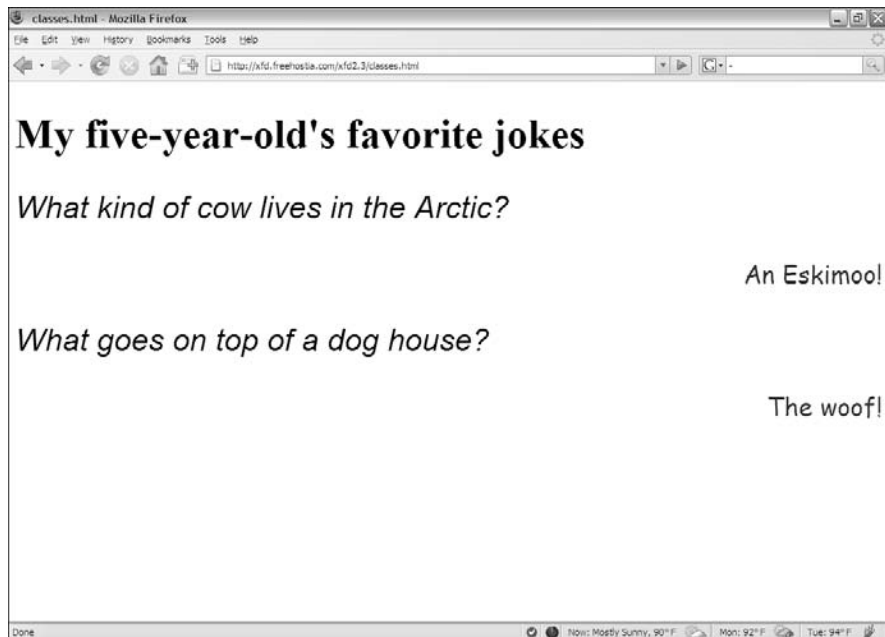 classes.html - Mozilla Firefox
File Edit View History Bookmarks Tools Help
http://xfd.freehostia.com/xfd2.3/classes.html
G
My five-year-old's favorite jokes
What kind of cow lives in the Arctic?
An Eskimoo!
What goes on top of a dog house?
The woof!
Done Now: Mostly Sunny, 90° F Mon: 92° F Tue: 94° F